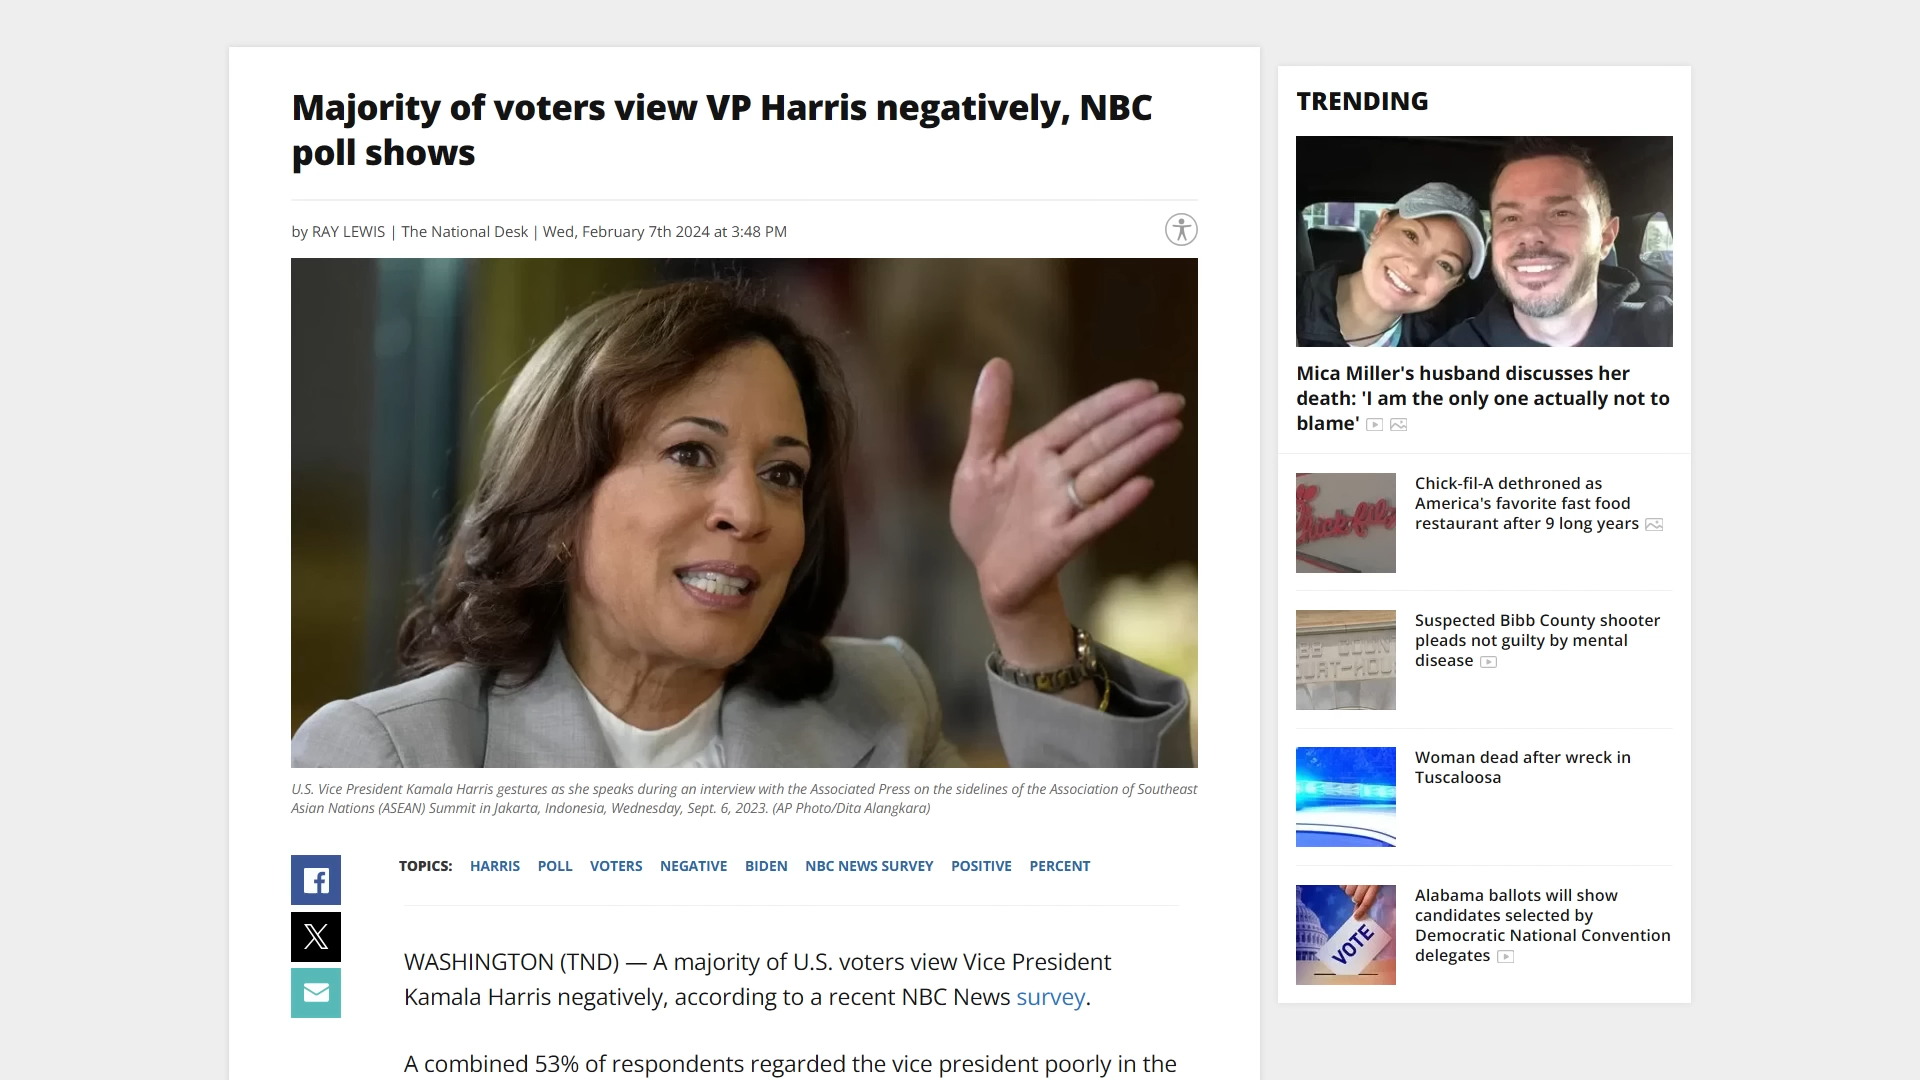 Majority of voters view VP Harris negatively, NBC
poll shows
by RAY LEWIS | The National Desk | Wed, February 7th 2024 at 3:48 PM
U.S. Vice President Kamala Harris gestures as she speaks during an interview with the Associated Press on the sidelines of the Association of Southeast
Asian Nations (ASEAN) Summit in Jakarta, Indonesia, Wednesday, Sept. 6, 2023. (AP Photo/Dita Alangkara)
TOPICS: HARRIS POLL VOTERS NEGATIVE BIDEN NBC NEWS SURVEY POSITIVE PERCENT
WASHINGTON (TND) — A majority of U.S. voters view Vice President
Kamala Harris negatively, according to a recent NBC News survey.
A combined 53% of respondents regarded the vice president poorly in the
TRENDING
Mica Miller's husband discusses her
death: 'I am the only one actually not to
blame'
Chick-fil-A dethroned as
America's favorite fast food
restaurant after 9 long years
Suspected Bibb County shooter
pleads not guilty by mental
disease
Woman dead after wreck in
Tuscaloosa
VOTE
Alabama ballots will show
candidates selected by
Democratic National Convention
delegates